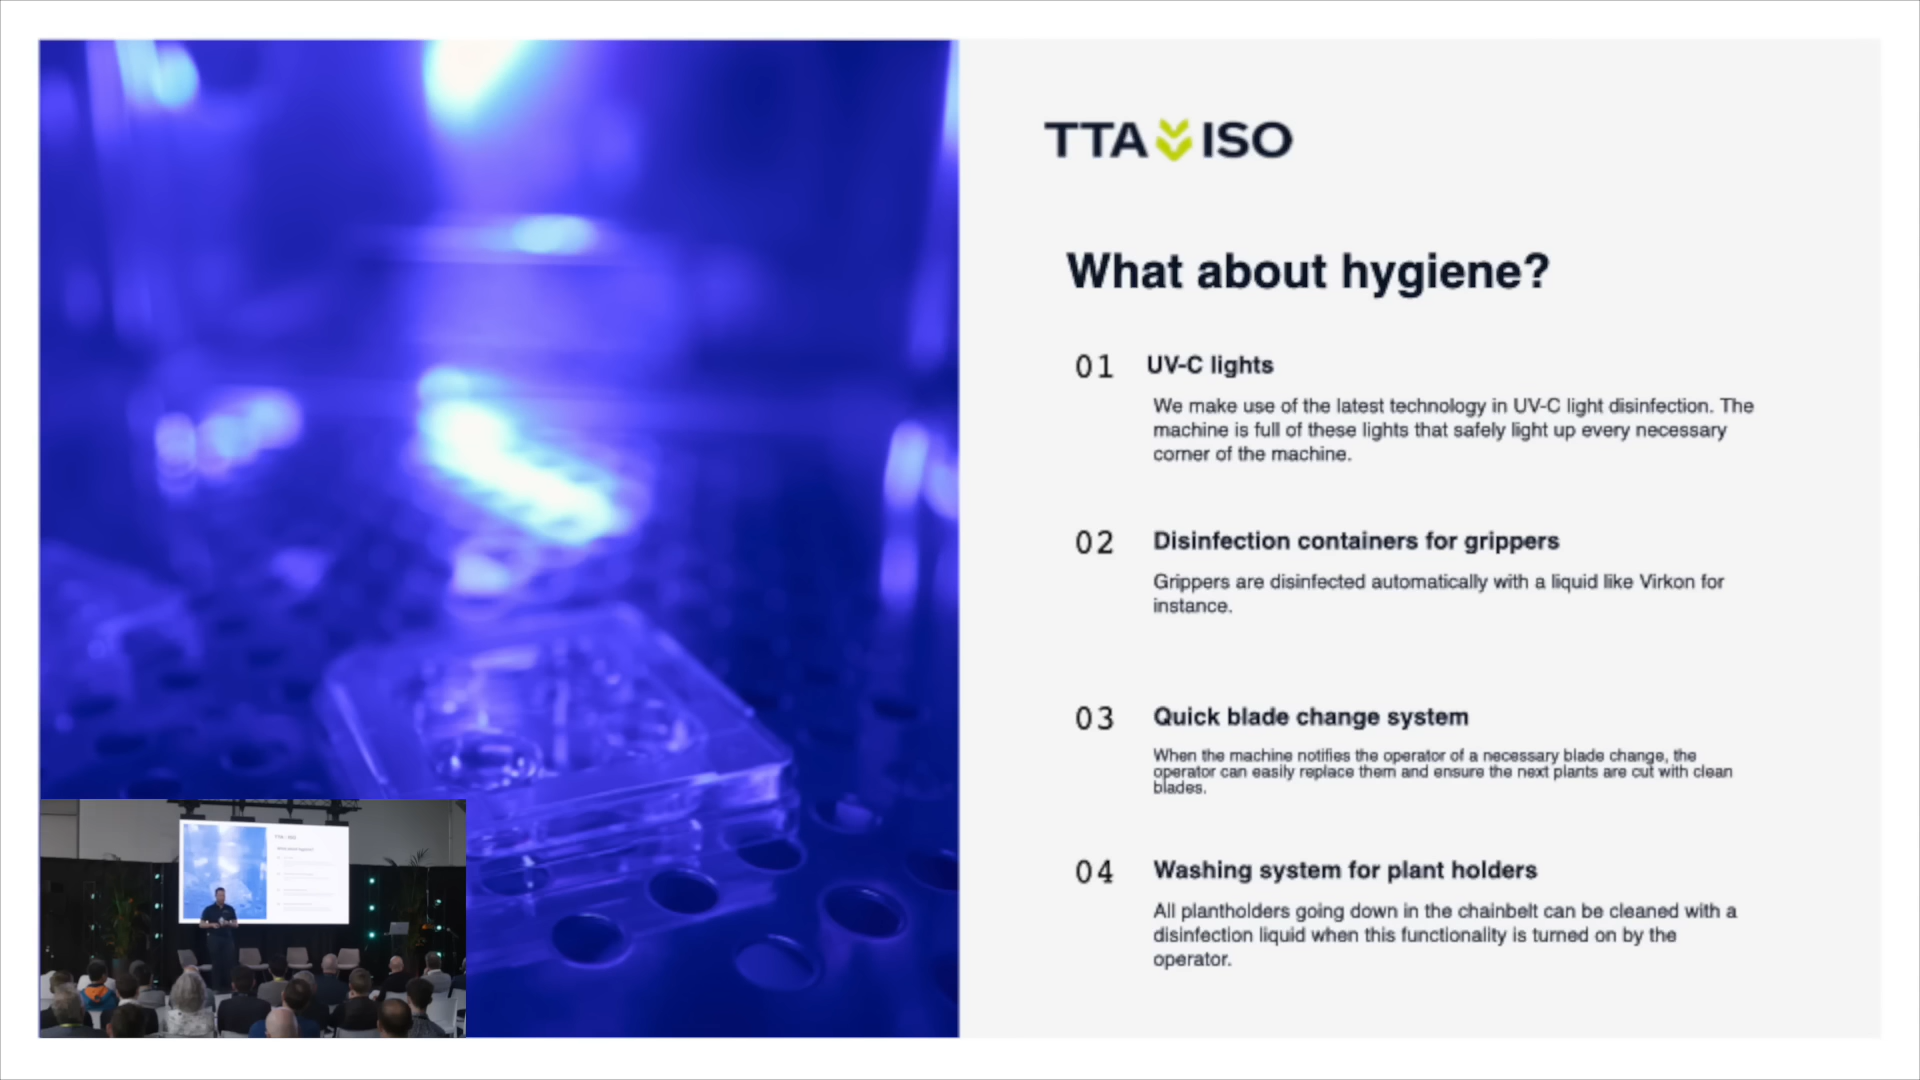 TTA ISO
What about hygiene?
01 UV-C lights
We make use of the latest technology in UV-C light disinfection. The
machine is full of these lights that safely light up every necessary
corner of the machine.
02 Disinfection containers for grippers
Grippers are disinfected automatically with a liquid like Virkon for
instance.
03 Quick blade change system
When the machine notifies the operator of a necessary blade change, the
operator can easily replace them and ensure the next plants are cut with clean
blades.
04 Washing system for plant holders
All plantholders going down in the chainbelt can be cleaned with a
disinfection liquid when this functionality is turned on by the
operator.